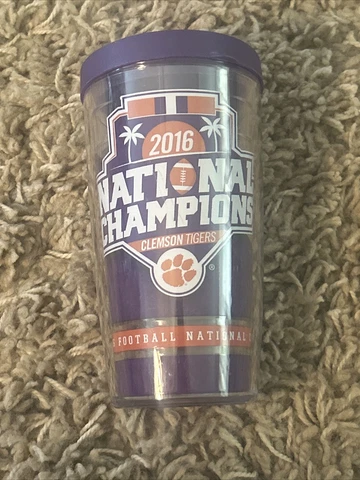 2016
NATIONAL
CHAMPIONS
CLEMSON TIGERS
®
FOOTBALL NATIONAL